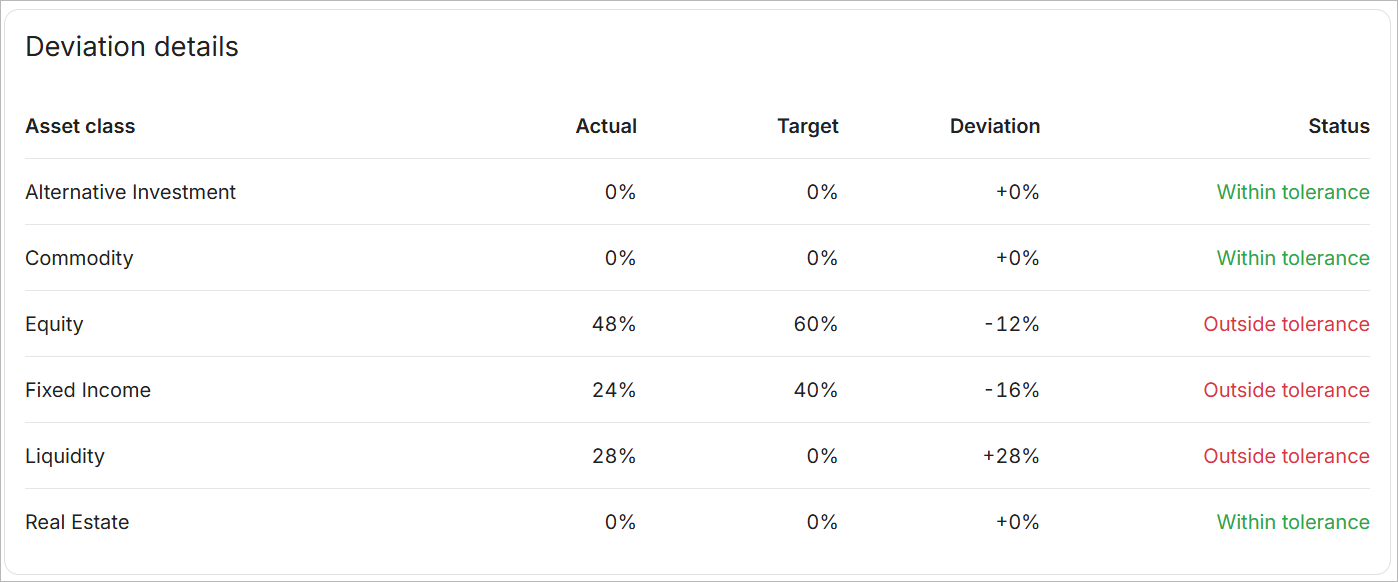 Deviation details
Asset class Actual Target Deviation Status
Alternative Investment 0% 0% +0% Within tolerance
Commodity 0% 0% +0% Within tolerance
Equity 48% 60% -12% Outside tolerance
Fixed Income 24% 40% -16% Outside tolerance
Liquidity 28% 0% +28% Outside tolerance
Real Estate 0% 0% +0% Within tolerance